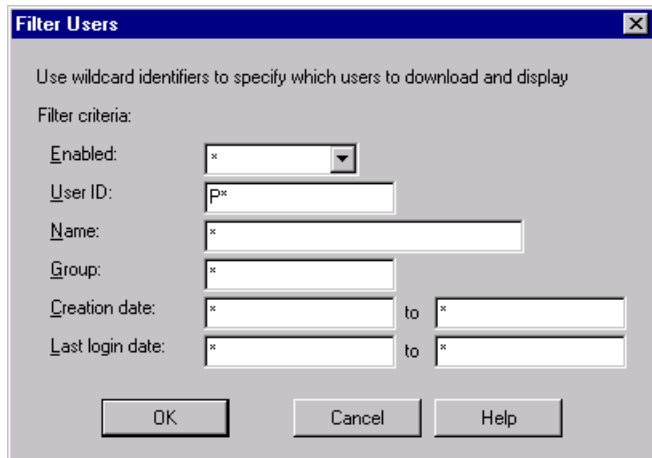 Filter Users
Use wildcard identifiers to specify which users to download and display
Filter criteria:
Enabled: *
User ID: P*
Name: *
Group: *
Creation date: * to *
Last login date: * to *
OK Cancel Help